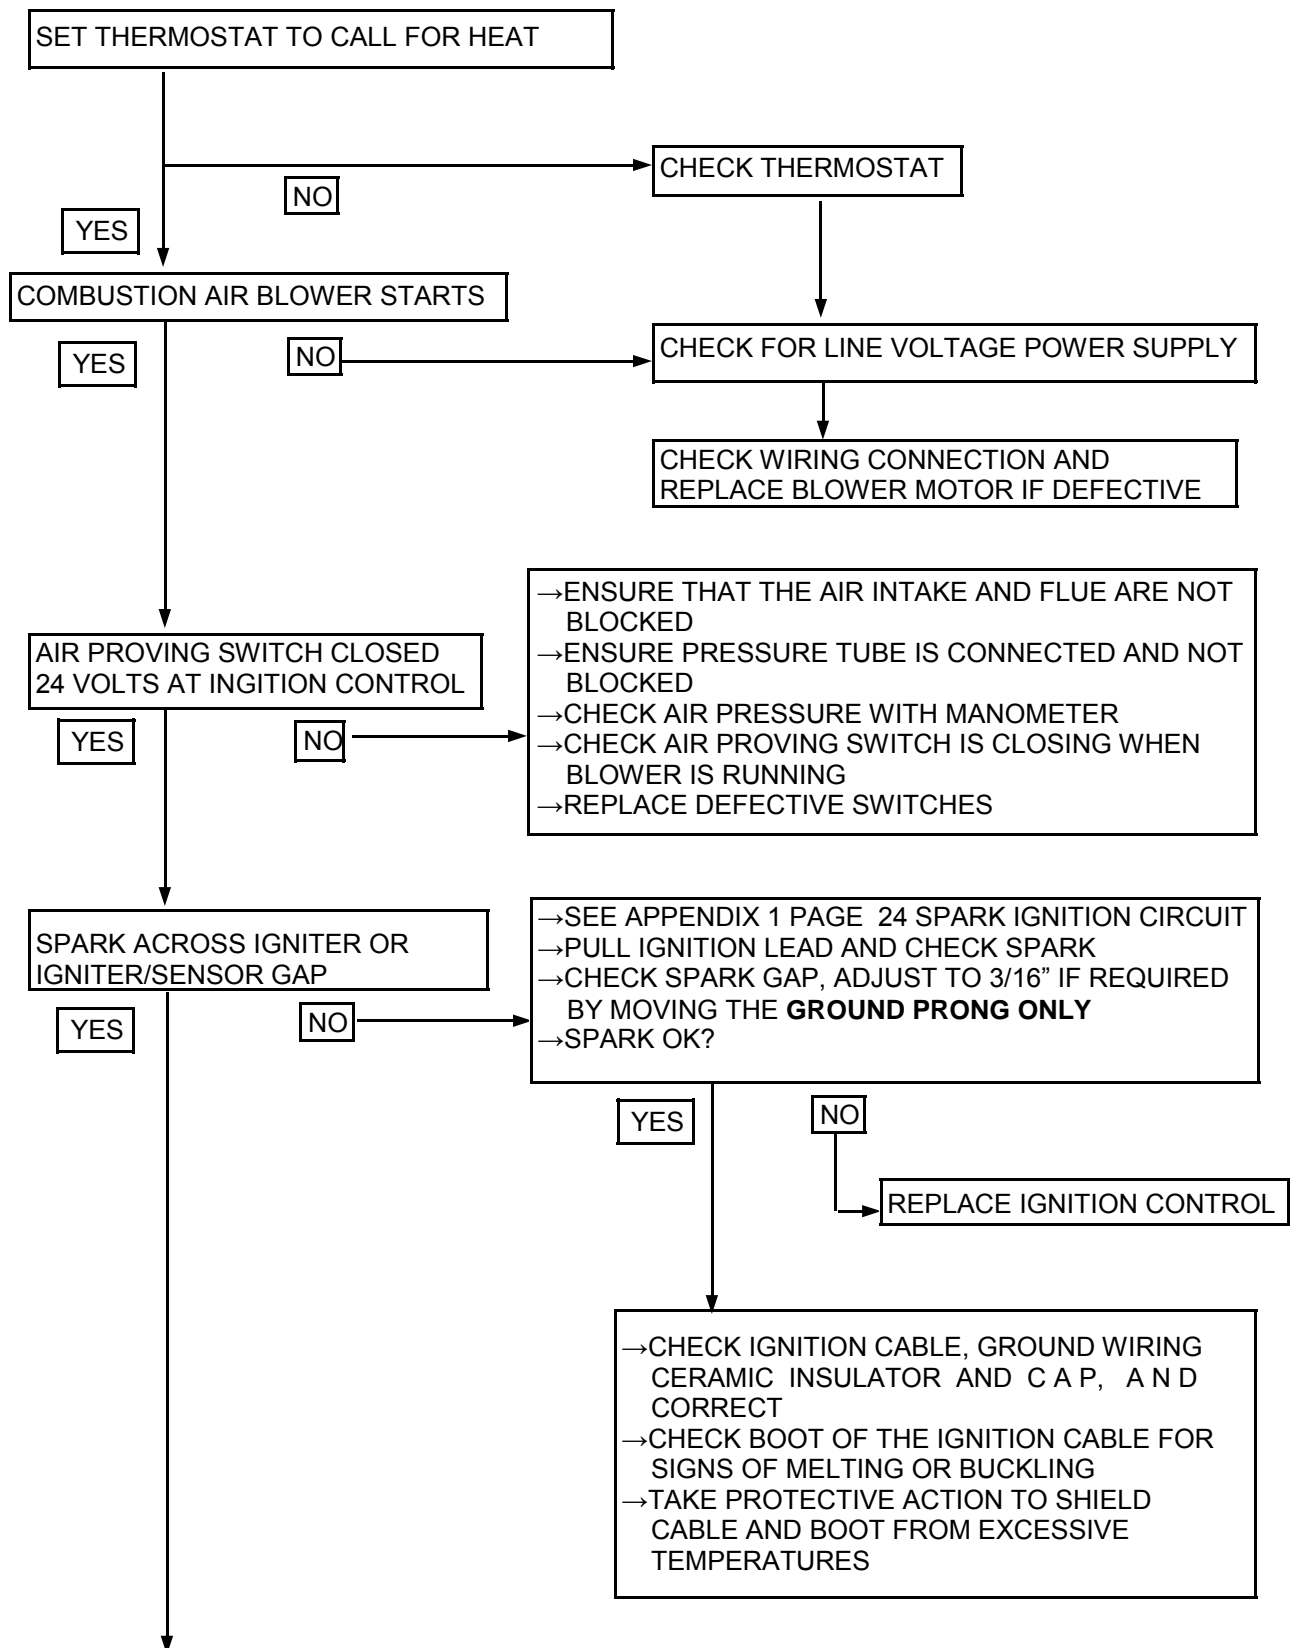 SET THERMOSTAT TO CALL FOR HEAT
CHECK THERMOSTAT
NO
YES
COMBUSTION AIR BLOWER STARTS
YES
NO
CHECK FOR LINE VOLTAGE POWER SUPPLY
CHECK WIRING CONNECTION AND
REPLACE BLOWER MOTOR IF DEFECTIVE
AIR PROVING SWITCH CLOSED
24 VOLTS AT INGITION CONTROL
YES
NO
→ENSURE THAT THE AIR INTAKE AND FLUE ARE NOT
BLOCKED
→ENSURE PRESSURE TUBE IS CONNECTED AND NOT
BLOCKED
→CHECK AIR PRESSURE WITH MANOMETER
→CHECK AIR PROVING SWITCH IS CLOSING WHEN
BLOWER IS RUNNING
→REPLACE DEFECTIVE SWITCHES
SPARK ACROSS IGNITER OR
IGNITER/SENSOR GAP
YES
NO
→SEE APPENDIX 1 PAGE 24 SPARK IGNITION CIRCUIT
→PULL IGNITION LEAD AND CHECK SPARK
→CHECK SPARK GAP, ADJUST TO 3/16” IF REQUIRED
BY MOVING THE GROUND PRONG ONLY
→SPARK OK?
YES
NO
REPLACE IGNITION CONTROL
→CHECK IGNITION CABLE, GROUND WIRING
CERAMIC INSULATOR AND C A P, A N D
CORRECT
→CHECK BOOT OF THE IGNITION CABLE FOR
SIGNS OF MELTING OR BUCKLING
→TAKE PROTECTIVE ACTION TO SHIELD
CABLE AND BOOT FROM EXCESSIVE
TEMPERATURES